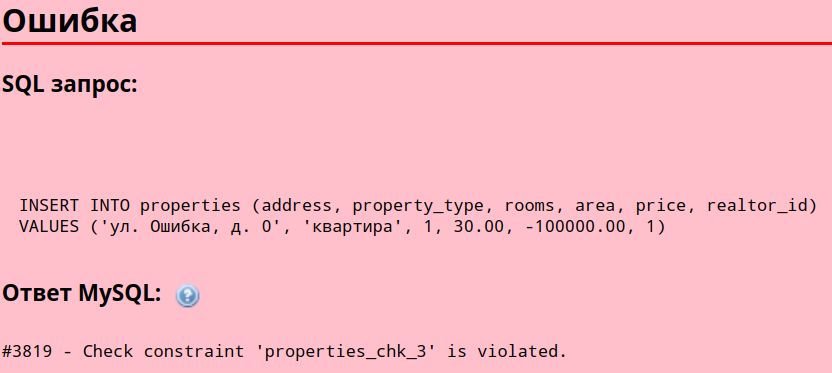 Ошибка
SQL запрос:
INSERT INTO properties (address, property_type, rooms, area, price, realtor_id)
VALUES ('ул. Ошибка, д. 0', 'квартира', 1, 30.00, -100000.00, 1)
Ответ MySQL: ?
#3819 - Check constraint 'properties_chk_3' is violated.